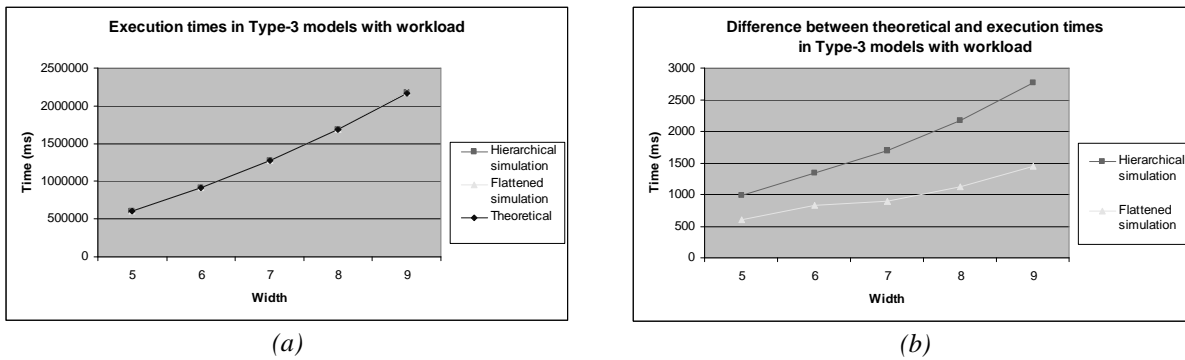 Execution times in Type-3 models with workload
2500000
2000000
1500000
1000000
500000
0
Time (ms)
5 6 7 8 9
Width
Hierarchical
simulation
Flattened
simulation
Theoretical
(a)
Difference between theoretical and execution times
in Type-3 models with workload
3000
2500
2000
1500
1000
500
0
Time (ms)
5 6 7 8 9
Width
Hierarchical
simulation
Flattened
simulation
(b)